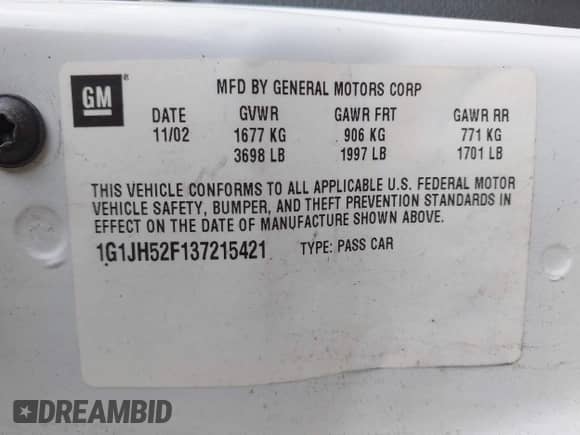 GM ®
MFD BY GENERAL MOTORS CORP
DATE GVWR GAWR FRT GAWR RR
11/02 1677 KG 906 KG 771 KG
3698 LB 1997 LB 1701 LB
THIS VEHICLE CONFORMS TO ALL APPLICABLE U.S. FEDERAL MOTOR
VEHICLE SAFETY, BUMPER, AND THEFT PREVENTION STANDARDS IN
EFFECT ON THE DATE OF MANUFACTURE SHOWN ABOVE.
1G1JH52F137215421 TYPE: PASS CAR
DREAMBID